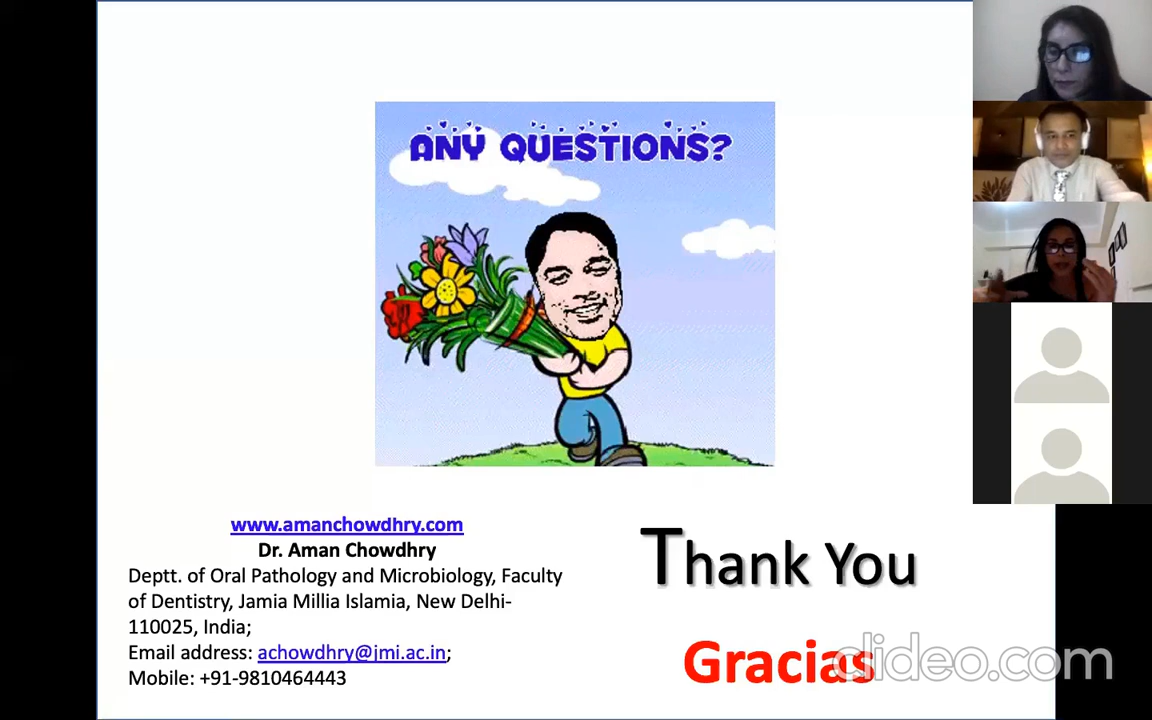 ANY QUESTIONS?
www.amanchowdhry.com
Dr. Aman Chowdhry
Deptt. of Oral Pathology and Microbiology, Faculty
of Dentistry, Jamia Millia Islamia, New Delhi-
110025, India;
Email address: achowdhry@jmi.ac.in;
Mobile: +91-9810464443
Thank You
Gracias
clideo.com